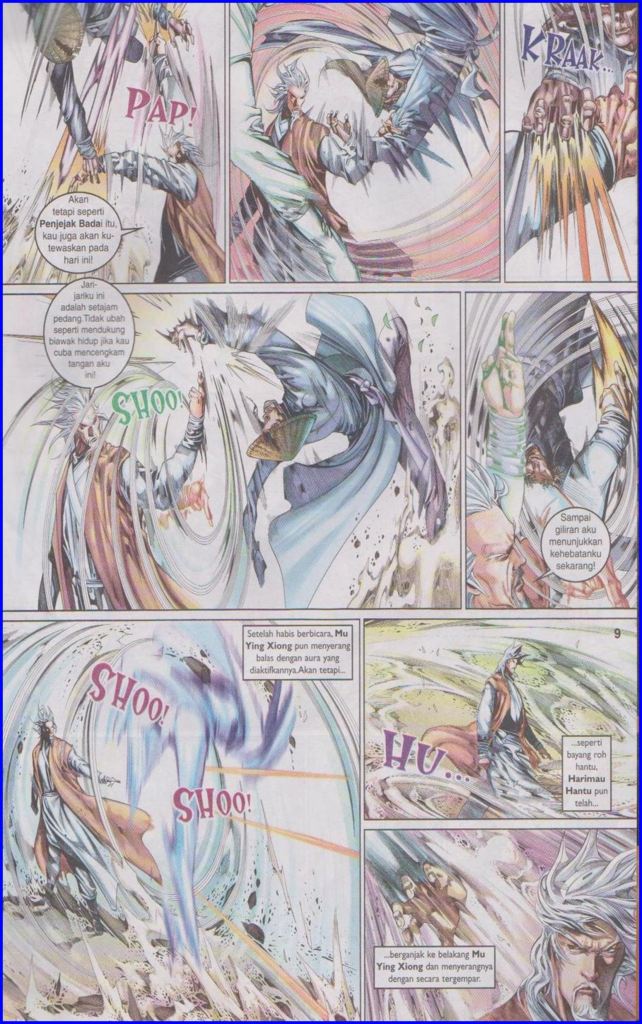 PAP!
KRAAK...
Akan
tetapi seperti
Penjejak Badai itu,
kau juga akan ku-
tewaskan pada
hari ini!
Jari-
jariku ini
adalah setajam
pedang.Tidak ubah
seperti mendukung
biawak hidup jika kau
cuba mencengkam
tangan aku
ini!
SHOO!
Sampai
giliran aku
menunjukkan
kehebatanku
sekarang!
Setelah habis berbicara, Mu
Ying Xiong pun menyerang
balas dengan aura yang
diaktifkannya.Akan tetapi...
SHOO!
SHOO!
9
HU...
...seperti
bayang roh
hantu,
Harimau
Hantu pun
telah...
...berganjak ke belakang Mu
Ying Xiong dan menyerangnya
dengan secara tergempar.